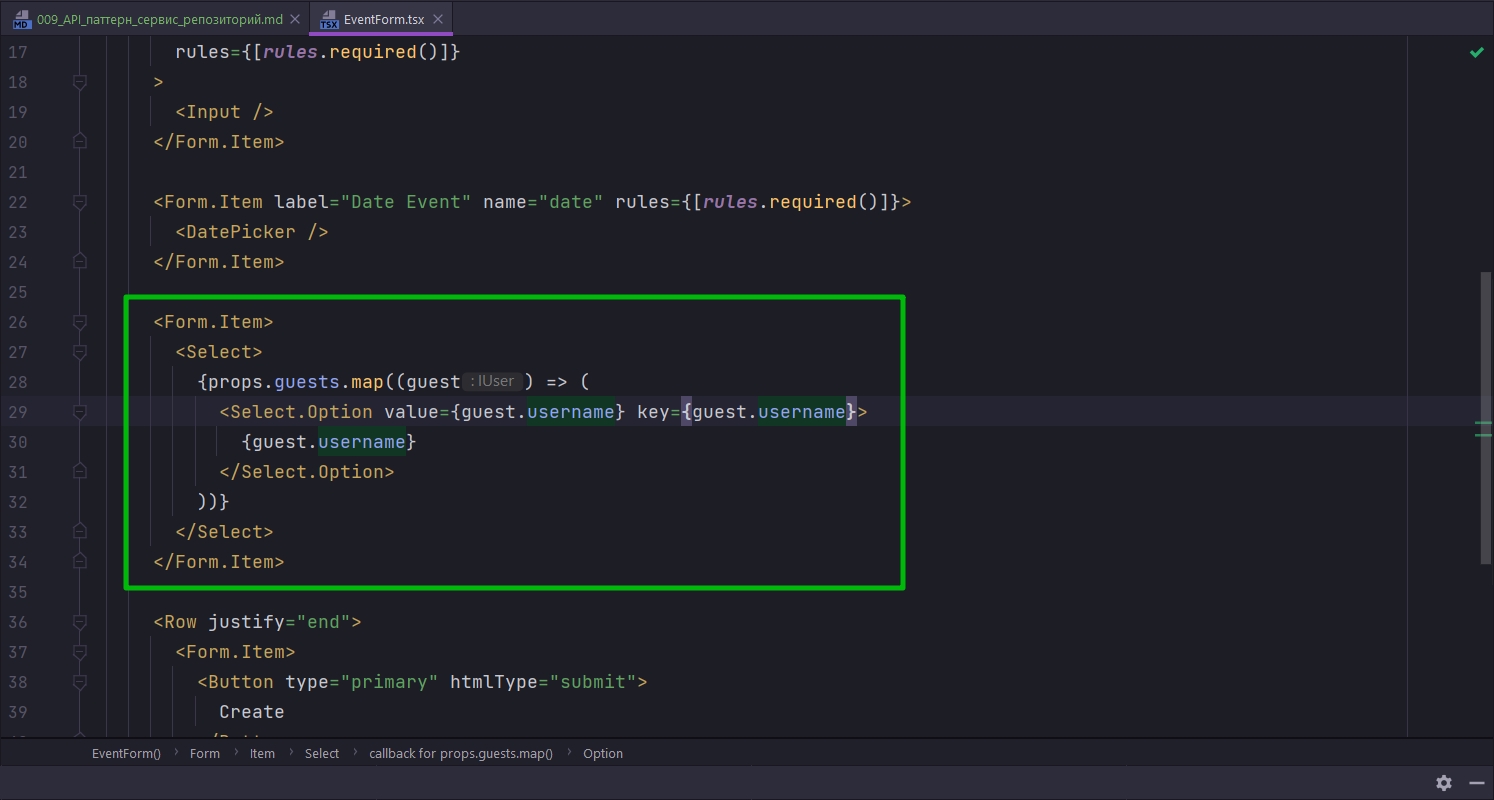 009_API_паттерн_сервис_репозиторий.md
EventForm.tsx
17 rules={[rules.required()]}
18 >
19 <Input />
20 </Form.Item>
21
22 <Form.Item label="Date Event" name="date" rules={[rules.required()]}>
23 <DatePicker />
24 </Form.Item>
25
26 <Form.Item>
27 <Select>
28 {props.guests.map((guest : IUser ) => (
29 <Select.Option value={guest.username} key={guest.username}>
30 {guest.username}
31 </Select.Option>
32 ))}
33 </Select>
34 </Form.Item>
35
36 <Row justify="end">
37 <Form.Item>
38 <Button type="primary" htmlType="submit">
39 Create
EventForm() › Form › Item › Select › callback for props.guests.map() › Option